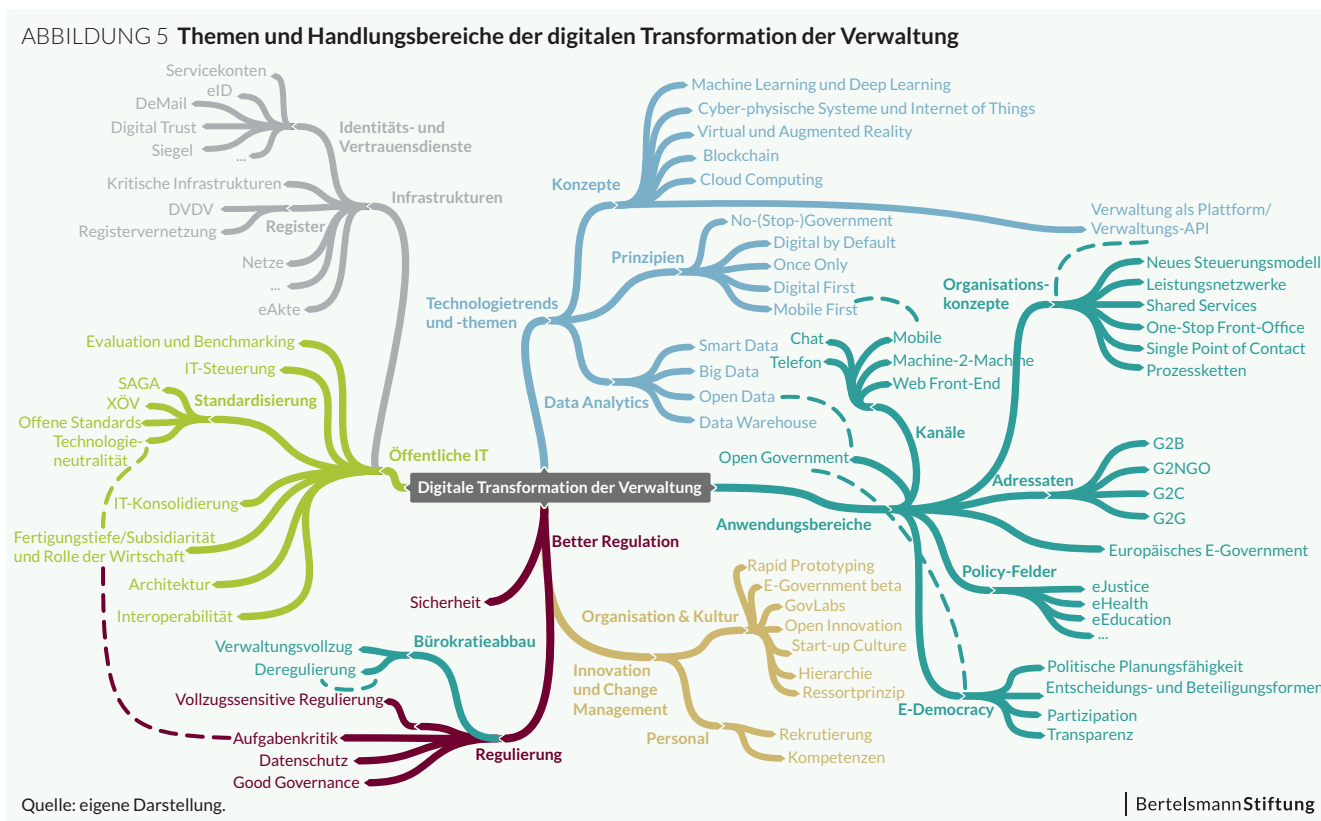 ABBILDUNG 5 Themen und Handlungsbereiche der digitalen Transformation der Verwaltung
Servicekonten
eID
DeMail
Digital Trust
Siegel
...
Identitäts- und
Vertrauensdienste
Kritische Infrastrukturen
DVDV
Registervernetzung
Register
Netze
...
eAkte
Infrastrukturen
Evaluation und Benchmarking
IT-Steuerung
SAGA
XÖV
Offene Standards
Technologie-
neutralität
Standardisierung
Öffentliche IT
IT-Konsolidierung
Fertigungstiefe/Subsidiarität
und Rolle der Wirtschaft
Architektur
Interoperabilität
Machine Learning und Deep Learning
Cyber-physische Systeme und Internet of Things
Virtual und Augmented Reality
Blockchain
Cloud Computing
Konzepte
Verwaltung als Plattform/
Verwaltungs-API
No-(Stop-)Government
Digital by Default
Once Only
Digital First
Mobile First
Prinzipien
Technologietrends
und -themen
Smart Data
Big Data
Open Data
Data Warehouse
Data Analytics
Digitale Transformation der Verwaltung
Organisations-
konzepte
Neues Steuerungsmodell
Leistungsnetzwerke
Shared Services
One-Stop Front-Office
Single Point of Contact
Prozessketten
Chat
Telefon
Mobile
Machine-2-Machine
Web Front-End
Kanäle
Open Government
Anwendungsbereiche
Adressaten
G2B
G2NGO
G2C
G2G
Europäisches E-Government
Policy-Felder
eJustice
eHealth
eEducation
...
E-Democracy
Politische Planungsfähigkeit
Entscheidungs- und Beteiligungsformen
Partizipation
Transparenz
Better Regulation
Sicherheit
Bürokratieabbau
Verwaltungsvollzug
Deregulierung
Vollzugssensitive Regulierung
Aufgabenkritik
Datenschutz
Good Governance
Regulierung
Innovation
und Change
Management
Organisation & Kultur
Rapid Prototyping
E-Government beta
GovLabs
Open Innovation
Start-up Culture
Hierarchie
Ressortprinzip
Personal
Rekrutierung
Kompetenzen
Quelle: eigene Darstellung.
BertelsmannStiftung